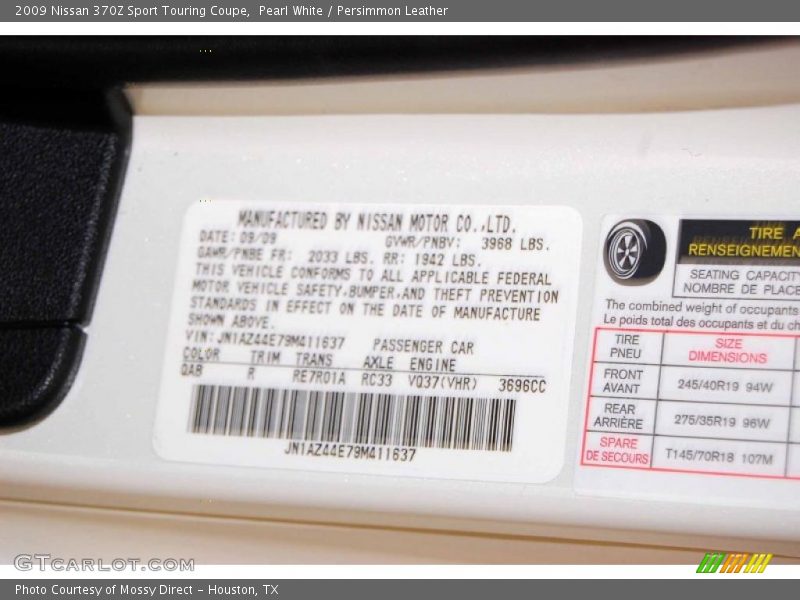 2009 Nissan 370Z Sport Touring Coupe,  Pearl White / Persimmon Leather
MANUFACTURED BY NISSAN MOTOR CO.,LTD.
DATE: 09/09 GVWR/PNBV: 3968 LBS.
GAWR/PNBE FR: 2033 LBS. RR: 1942 LBS.
THIS VEHICLE CONFORMS TO ALL APPLICABLE FEDERAL
MOTOR VEHICLE SAFETY,BUMPER,AND THEFT PREVENTION
STANDARDS IN EFFECT ON THE DATE OF MANUFACTURE
SHOWN ABOVE.
VIN: JN1AZ44E79M411637 PASSENGER CAR
COLOR TRIM TRANS AXLE ENGINE
QAB R RE7R01A RC33 VQ37(VHR) 3696CC
JN1AZ44E79M411637
TIRE A
RENSEIGNEMEN
SEATING CAPACITY
NOMBRE DE PLACE
The combined weight of occupants
Le poids total des occupants et du ch
TIRE
PNEU
SIZE
DIMENSIONS
FRONT
AVANT
245/40R19 94W
REAR
ARRIÈRE
275/35R19 96W
SPARE
DE SECOURS
T145/70R18 107M
GTCARLOT.COM
Photo Courtesy of Mossy Direct - Houston, TX